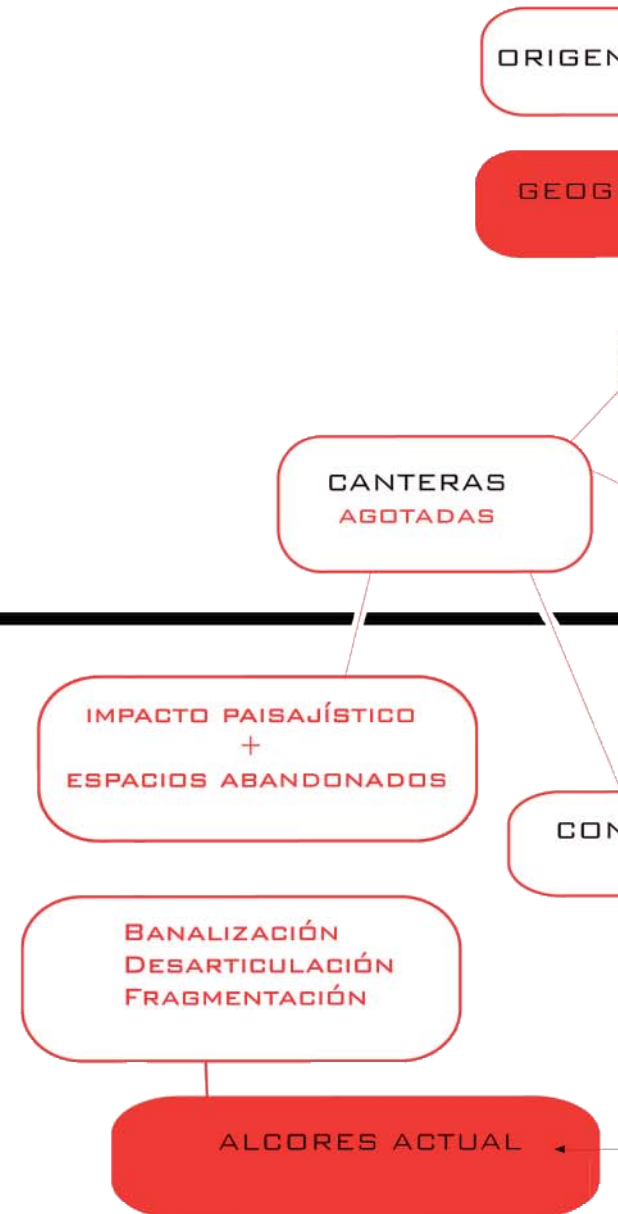 ORIGEN
GEOG
CANTERAS
AGOTADAS
IMPACTO PAISAJÍSTICO
+
ESPACIOS ABANDONADOS
CON
BANALIZACIÓN
DESARTICULACIÓN
FRAGMENTACIÓN
ALCORES ACTUAL